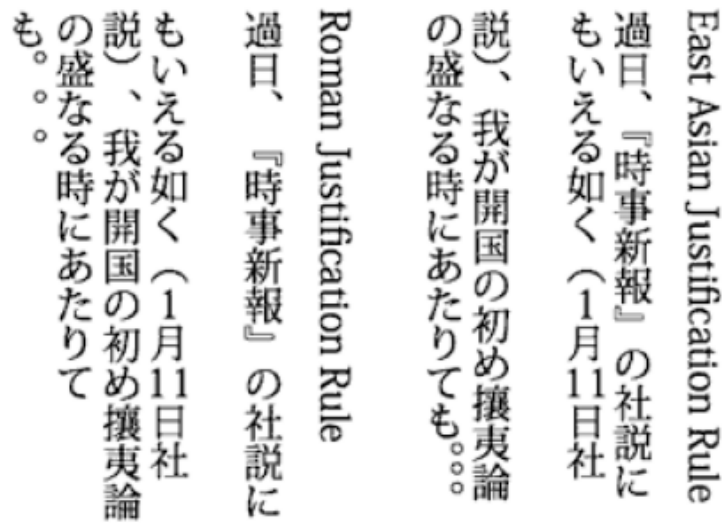 East Asian Justification Rule
過日、『時事新報』の社説に
もいえる如く（1月11日社
説）、我が開国の初め攘夷論
の盛なる時にあたりても。。。
Roman Justification Rule
過日、『時事新報』の社説に
もいえる如く（1月11日社
説）、我が開国の初め攘夷論
の盛なる時にあたりて
も。。。